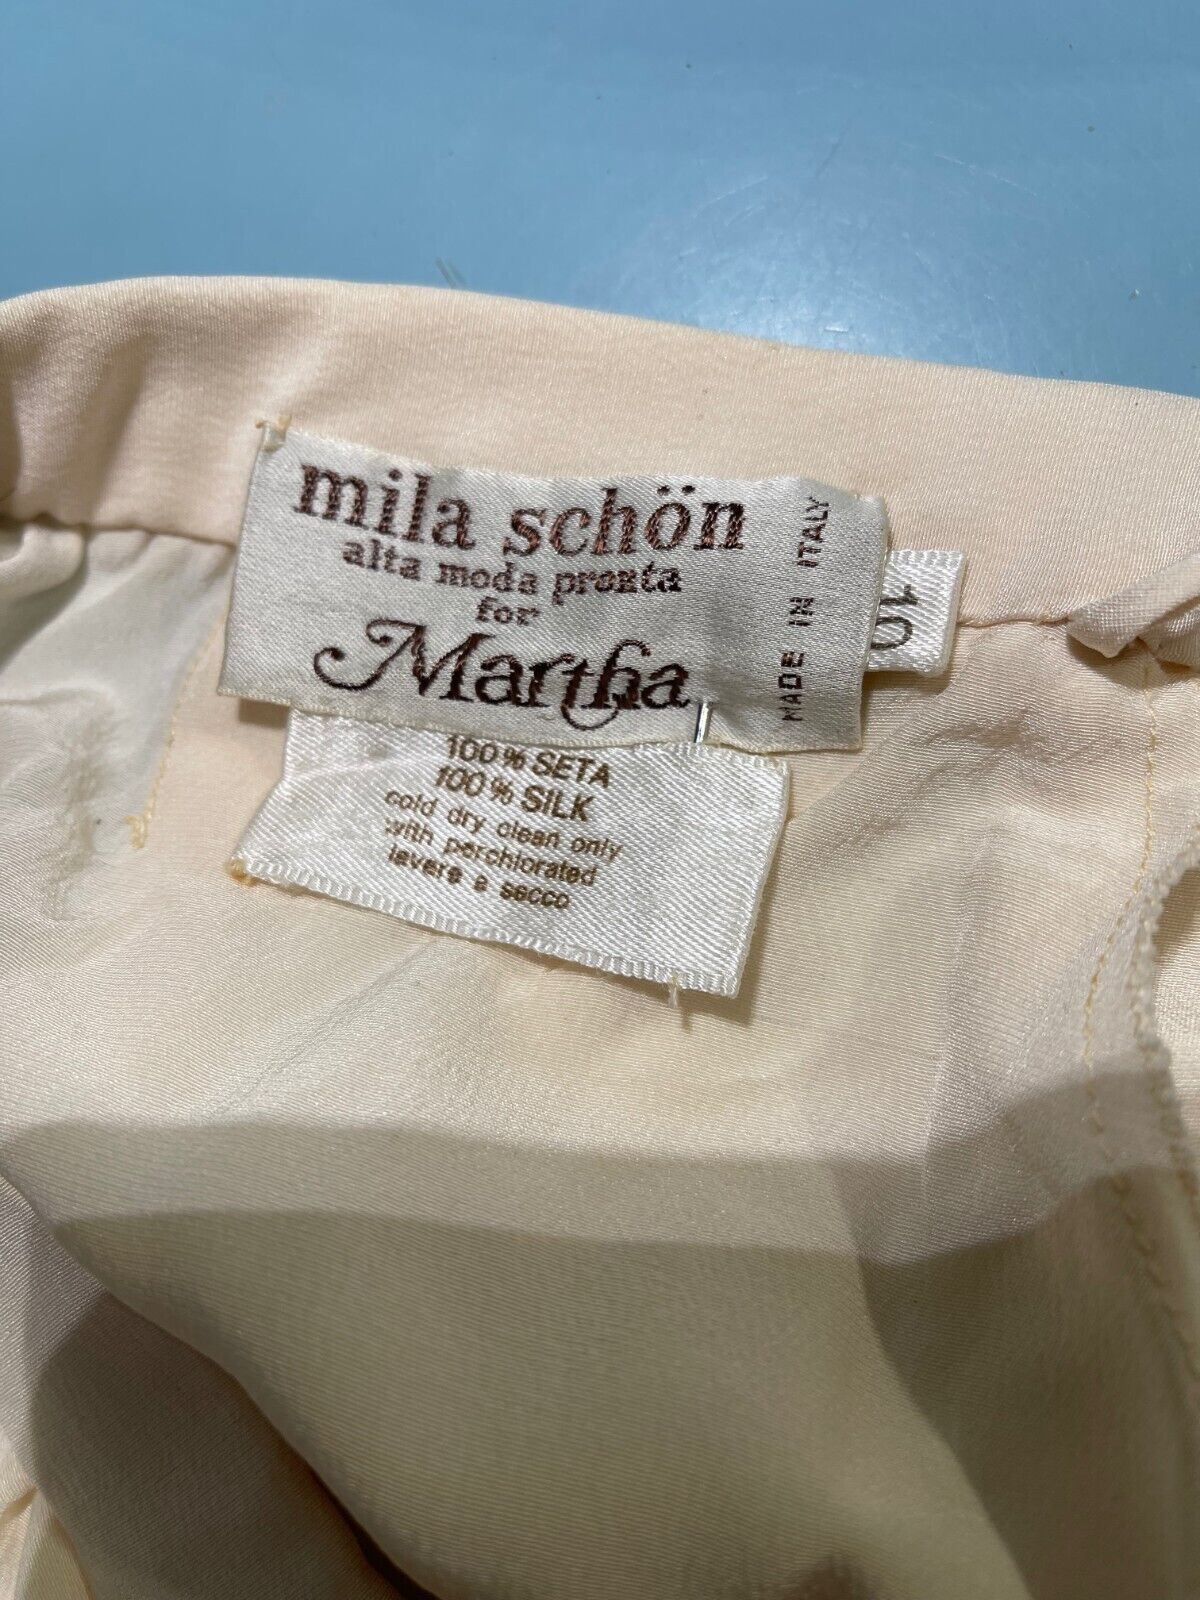 mila schön
alta moda pronta
for
Martha
MADE IN ITALY
10
100% SETA
100% SILK
cold dry clean only
with perchlorated
lavare a secco